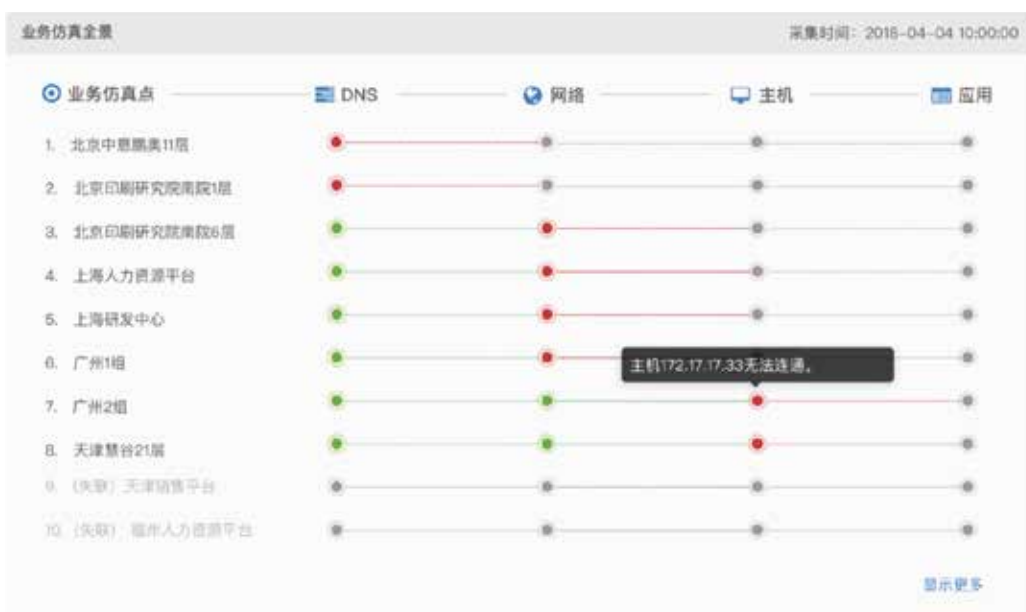 业务仿真全景 采集时间：2016-04-04 10:00:00
业务仿真点 DNS 网络 主机 应用
1. 北京中意鹏奥11层
2. 北京印刷研究院南院1层
3. 北京印刷研究院南院6层
4. 上海人力资源平台
5. 上海研发中心
6. 广州1组
主机172.17.17.33无法连通。
7. 广州2组
8. 天津慧谷21层
9. (失联) 天津销售平台
10. (失联) 福州人力资源平台
显示更多